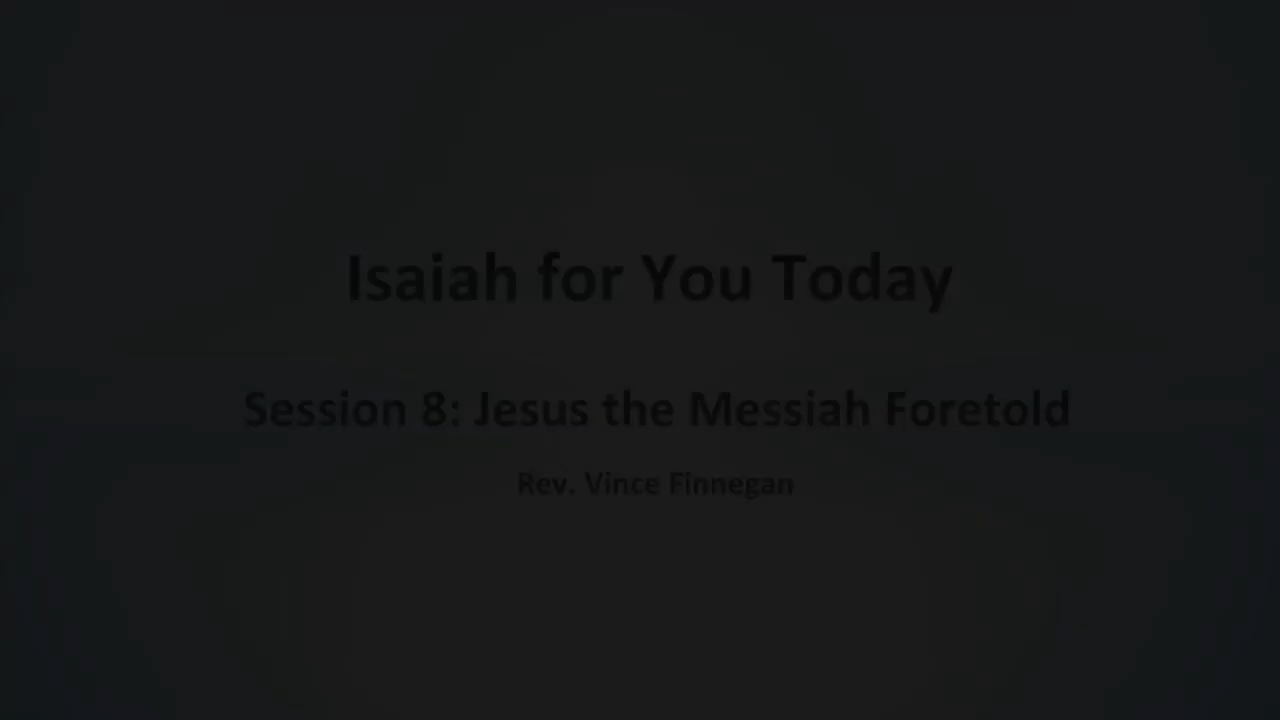 Isaiah for You Today
Session 8: Jesus the Messiah Foretold
Rev. Vince Finnegan